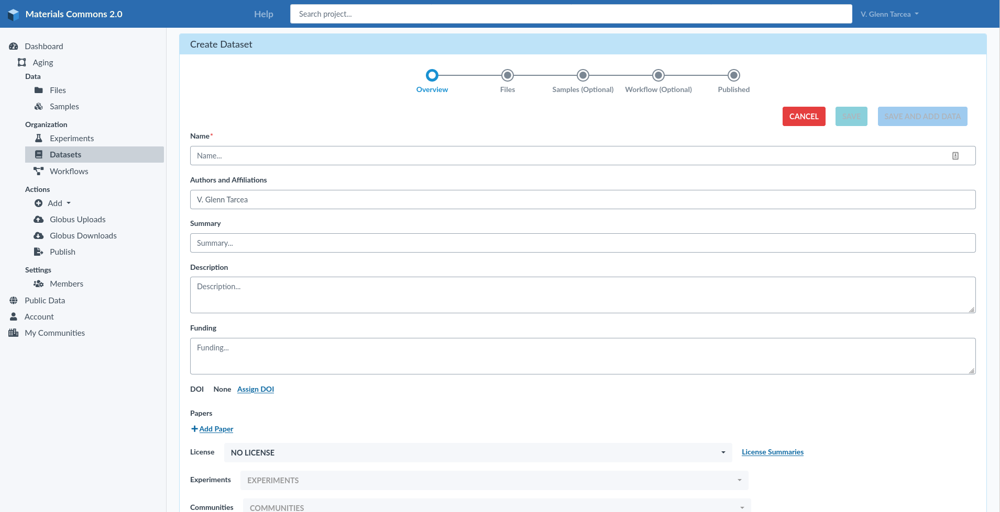 Materials Commons 2.0
Help
Search project...
V. Glenn Tarcea
Dashboard
Aging
Data
Files
Samples
Organization
Experiments
Datasets
Workflows
Actions
Add
Globus Uploads
Globus Downloads
Publish
Settings
Members
Public Data
Account
My Communities
Create Dataset
Overview
Files
Samples (Optional)
Workflow (Optional)
Published
CANCEL
SAVE
SAVE AND ADD DATA
Name*
Name...
Authors and Affiliations
V. Glenn Tarcea
Summary
Summary...
Description
Description...
Funding
Funding...
DOI None Assign DOI
Papers
Add Paper
License NO LICENSE License Summaries
Experiments EXPERIMENTS
Communities COMMUNITIES